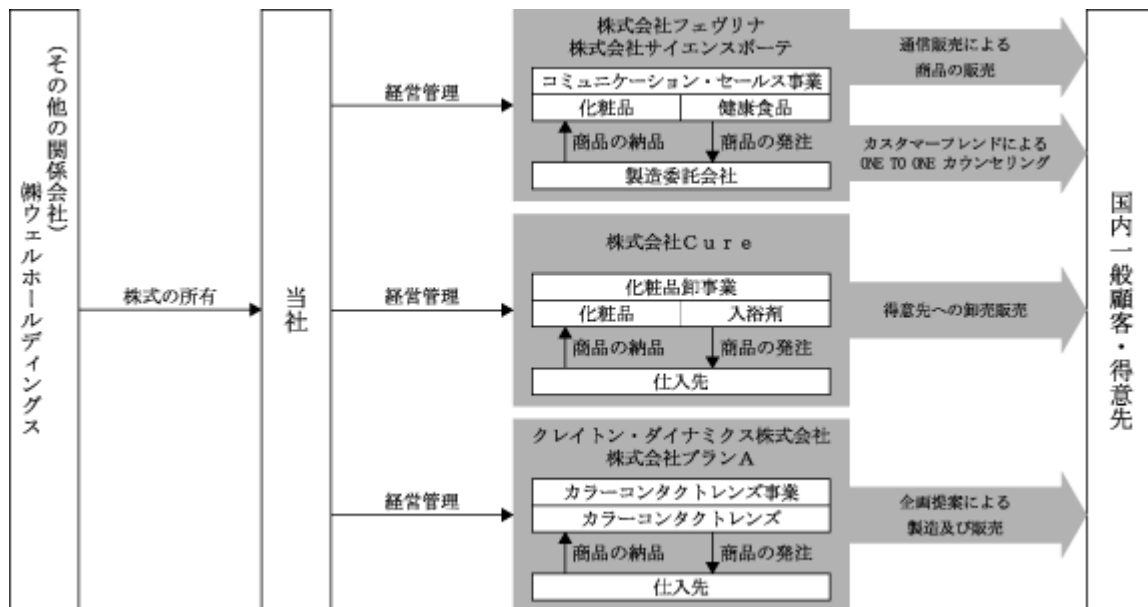 (その他の関係会社)
㈱ウェルホールディングス
株式の所有
当社
経営管理
株式会社フェヴリナ
株式会社サイエンスボーテ
コミュニケーション・セールス事業
化粧品
健康食品
商品の納品
商品の発注
製造委託会社
通信販売による
商品の販売
カスタマーフレンドによる
ONE TO ONE カウンセリング
経営管理
株式会社Cure
化粧品卸事業
化粧品
入浴剤
商品の納品
商品の発注
仕入先
得意先への卸売販売
経営管理
クレイトン・ダイナミクス株式会社
株式会社プランA
カラーコンタクトレンズ事業
カラーコンタクトレンズ
商品の納品
商品の発注
仕入先
企画提案による
製造及び販売
国内一般顧客・得意先